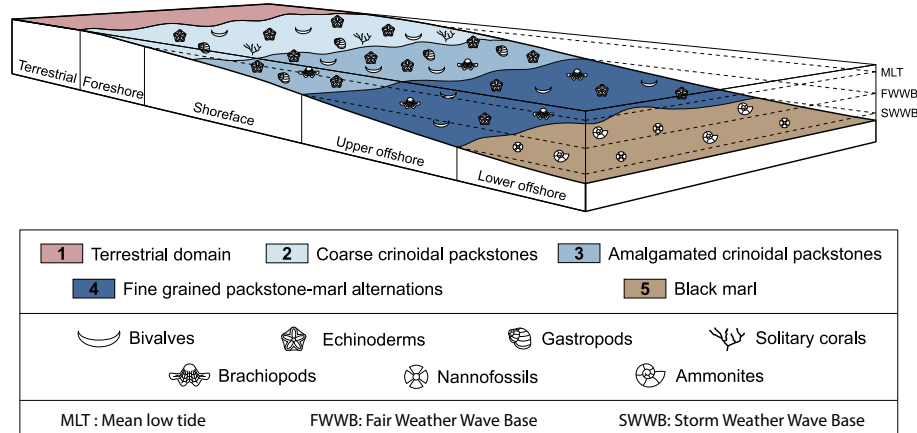 MLT
FWWB
SWWB
Terrestrial
Foreshore
Shoreface
Upper offshore
Lower offshore
1 Terrestrial domain 2 Coarse crinoidal packstones 3 Amalgamated crinoidal packstones
4 Fine grained packstone-marl alternations 5 Black marl
Bivalves Echinoderms Gastropods Solitary corals
Brachiopods Nannofossils Ammonites
MLT : Mean low tide FWWB: Fair Weather Wave Base SWWB: Storm Weather Wave Base